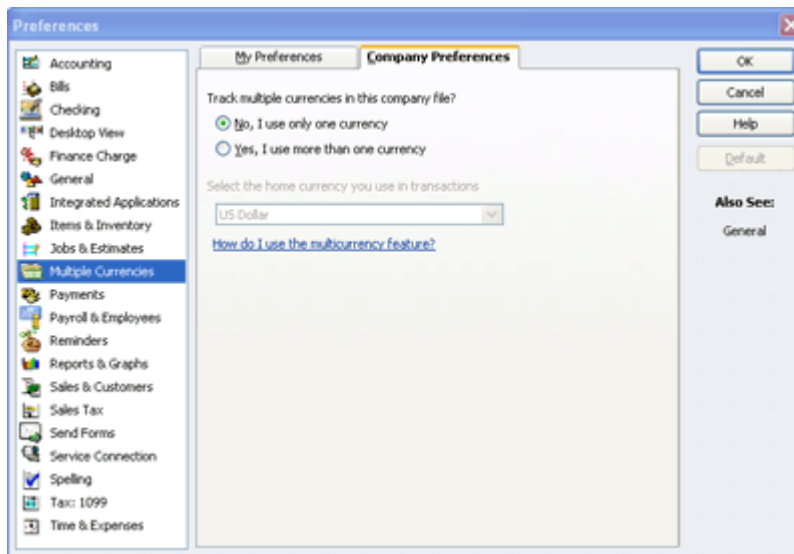 Preferences
Accounting
Bills
Checking
Desktop View
Finance Charge
General
Integrated Applications
Items & Inventory
Jobs & Estimates
Multiple Currencies
Payments
Payroll & Employees
Reminders
Reports & Graphs
Sales & Customers
Sales Tax
Send Forms
Service Connection
Spelling
Tax: 1099
Time & Expenses
My Preferences
Company Preferences
Track multiple currencies in this company file?
No, I use only one currency
Yes, I use more than one currency
Select the home currency you use in transactions
US Dollar
How do I use the multicurrency feature?
OK
Cancel
Help
Default
Also See:
General